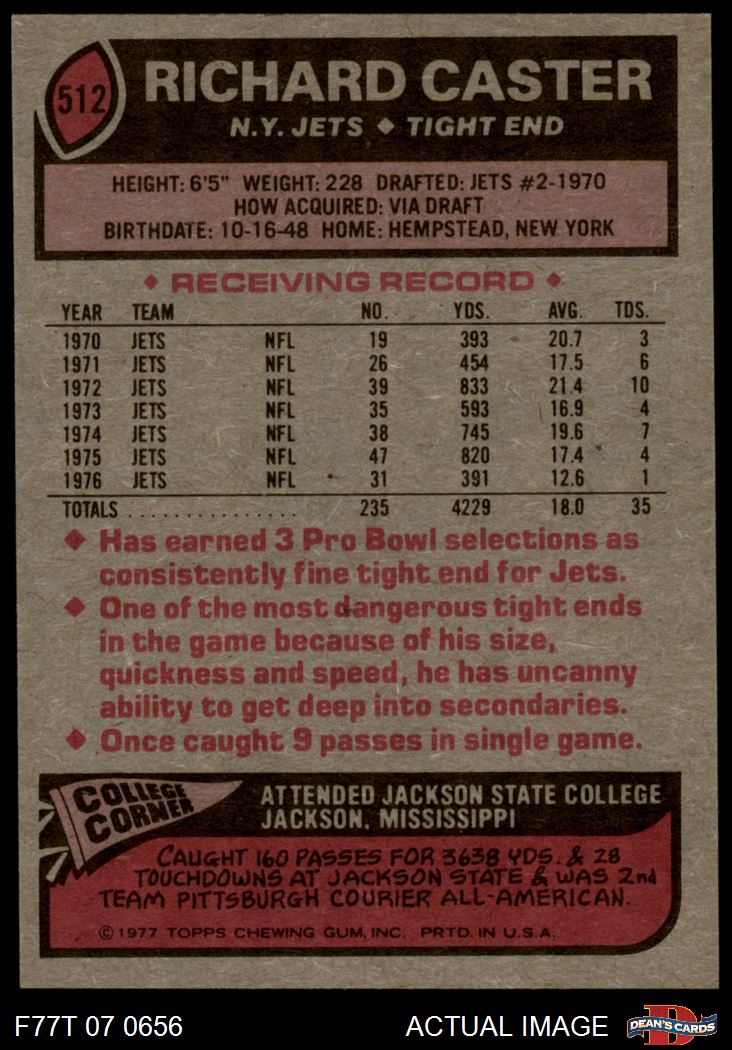 512
RICHARD CASTER
N.Y. JETS ◆ TIGHT END
HEIGHT: 6'5" WEIGHT: 228 DRAFTED: JETS #2-1970
HOW ACQUIRED: VIA DRAFT
BIRTHDATE: 10-16-48 HOME: HEMPSTEAD, NEW YORK
◆ RECEIVING RECORD ◆
YEAR TEAM NO. YDS. AVG. TDS.
1970 JETS NFL 19 393 20.7 3
1971 JETS NFL 26 454 17.5 6
1972 JETS NFL 39 833 21.4 10
1973 JETS NFL 35 593 16.9 4
1974 JETS NFL 38 745 19.6 7
1975 JETS NFL 47 820 17.4 4
1976 JETS NFL 31 391 12.6 1
TOTALS . . . . . . . . . . . . . . . 235 4229 18.0 35
◆ Has earned 3 Pro Bowl selections as
consistently fine tight end for Jets.
◆ One of the most dangerous tight ends
in the game because of his size,
quickness and speed, he has uncanny
ability to get deep into secondaries.
◆ Once caught 9 passes in single game.
COLLEGE
CORNER
ATTENDED JACKSON STATE COLLEGE
JACKSON, MISSISSIPPI
CAUGHT 160 PASSES FOR 3638 YDS. & 28
TOUCHDOWNS AT JACKSON STATE & WAS 2nd
TEAM PITTSBURGH COURIER ALL-AMERICAN.
©1977 TOPPS CHEWING GUM, INC. PRTD. IN U.S.A.
F77T 07 0656
ACTUAL IMAGE
D
DEAN'S CARDS